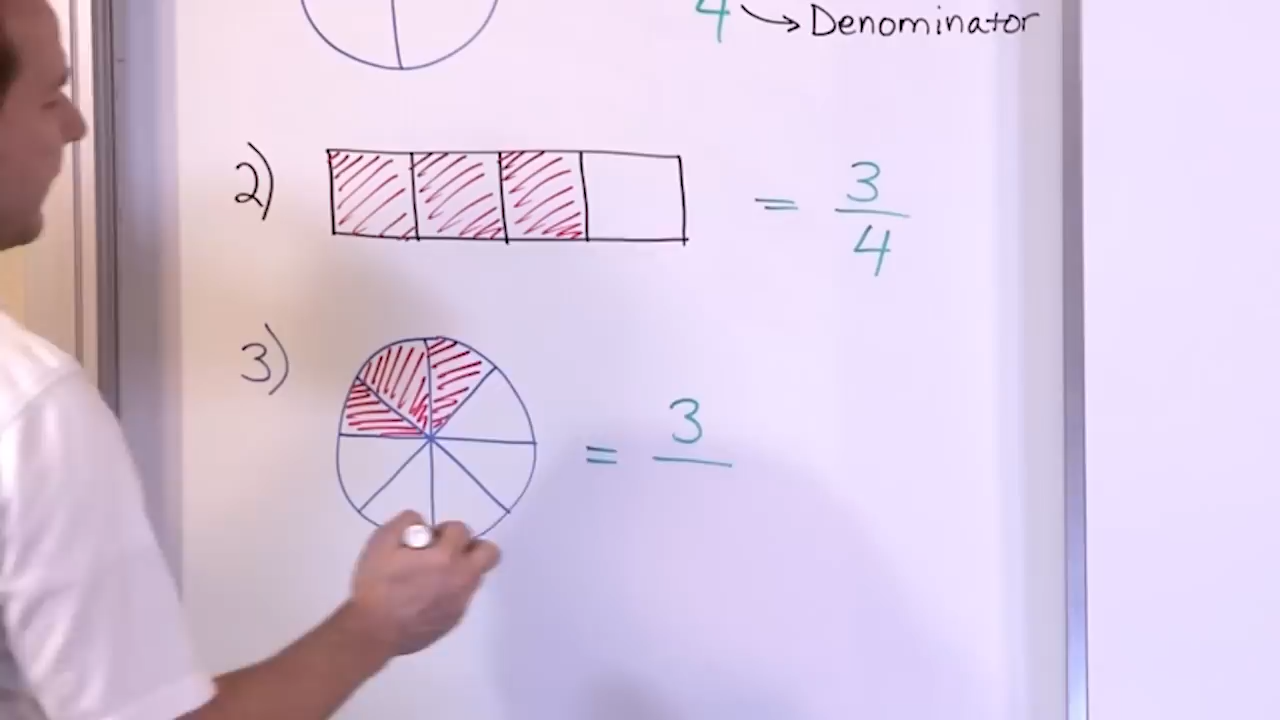 4 → Denominator
2) = 3/4
3) = 3/